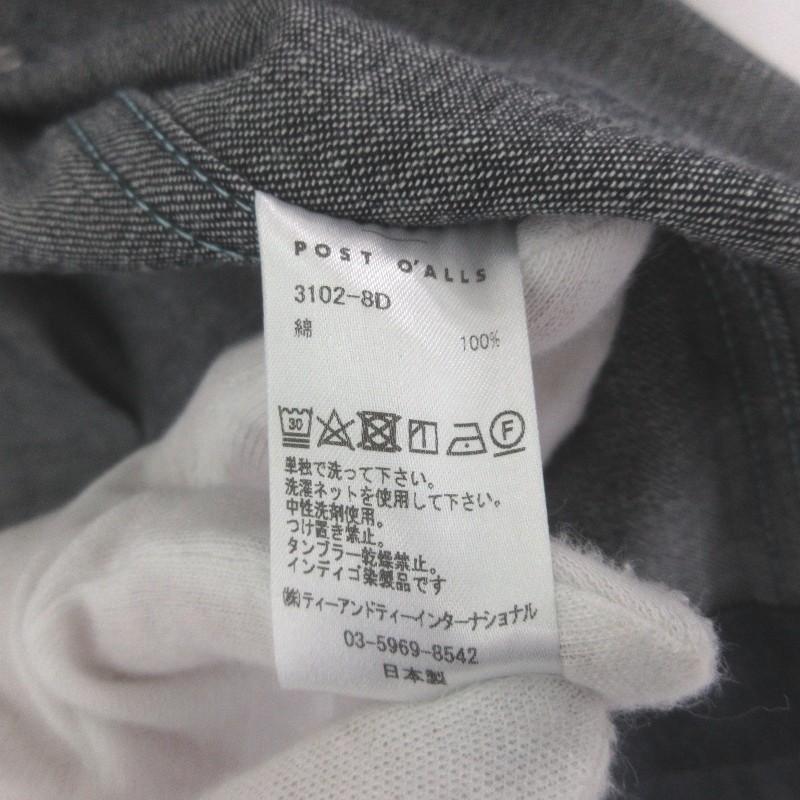 POST O'ALLS
3102-8D
綿 100%
30 F
単独で洗って下さい。
洗濯ネットを使用して下さい。
中性洗剤使用。
つけ置き禁止。
タンブラー乾燥禁止。
インディゴ染製品です
㈱ティーアンドティーインターナショナル
03-5969-8542
日本製